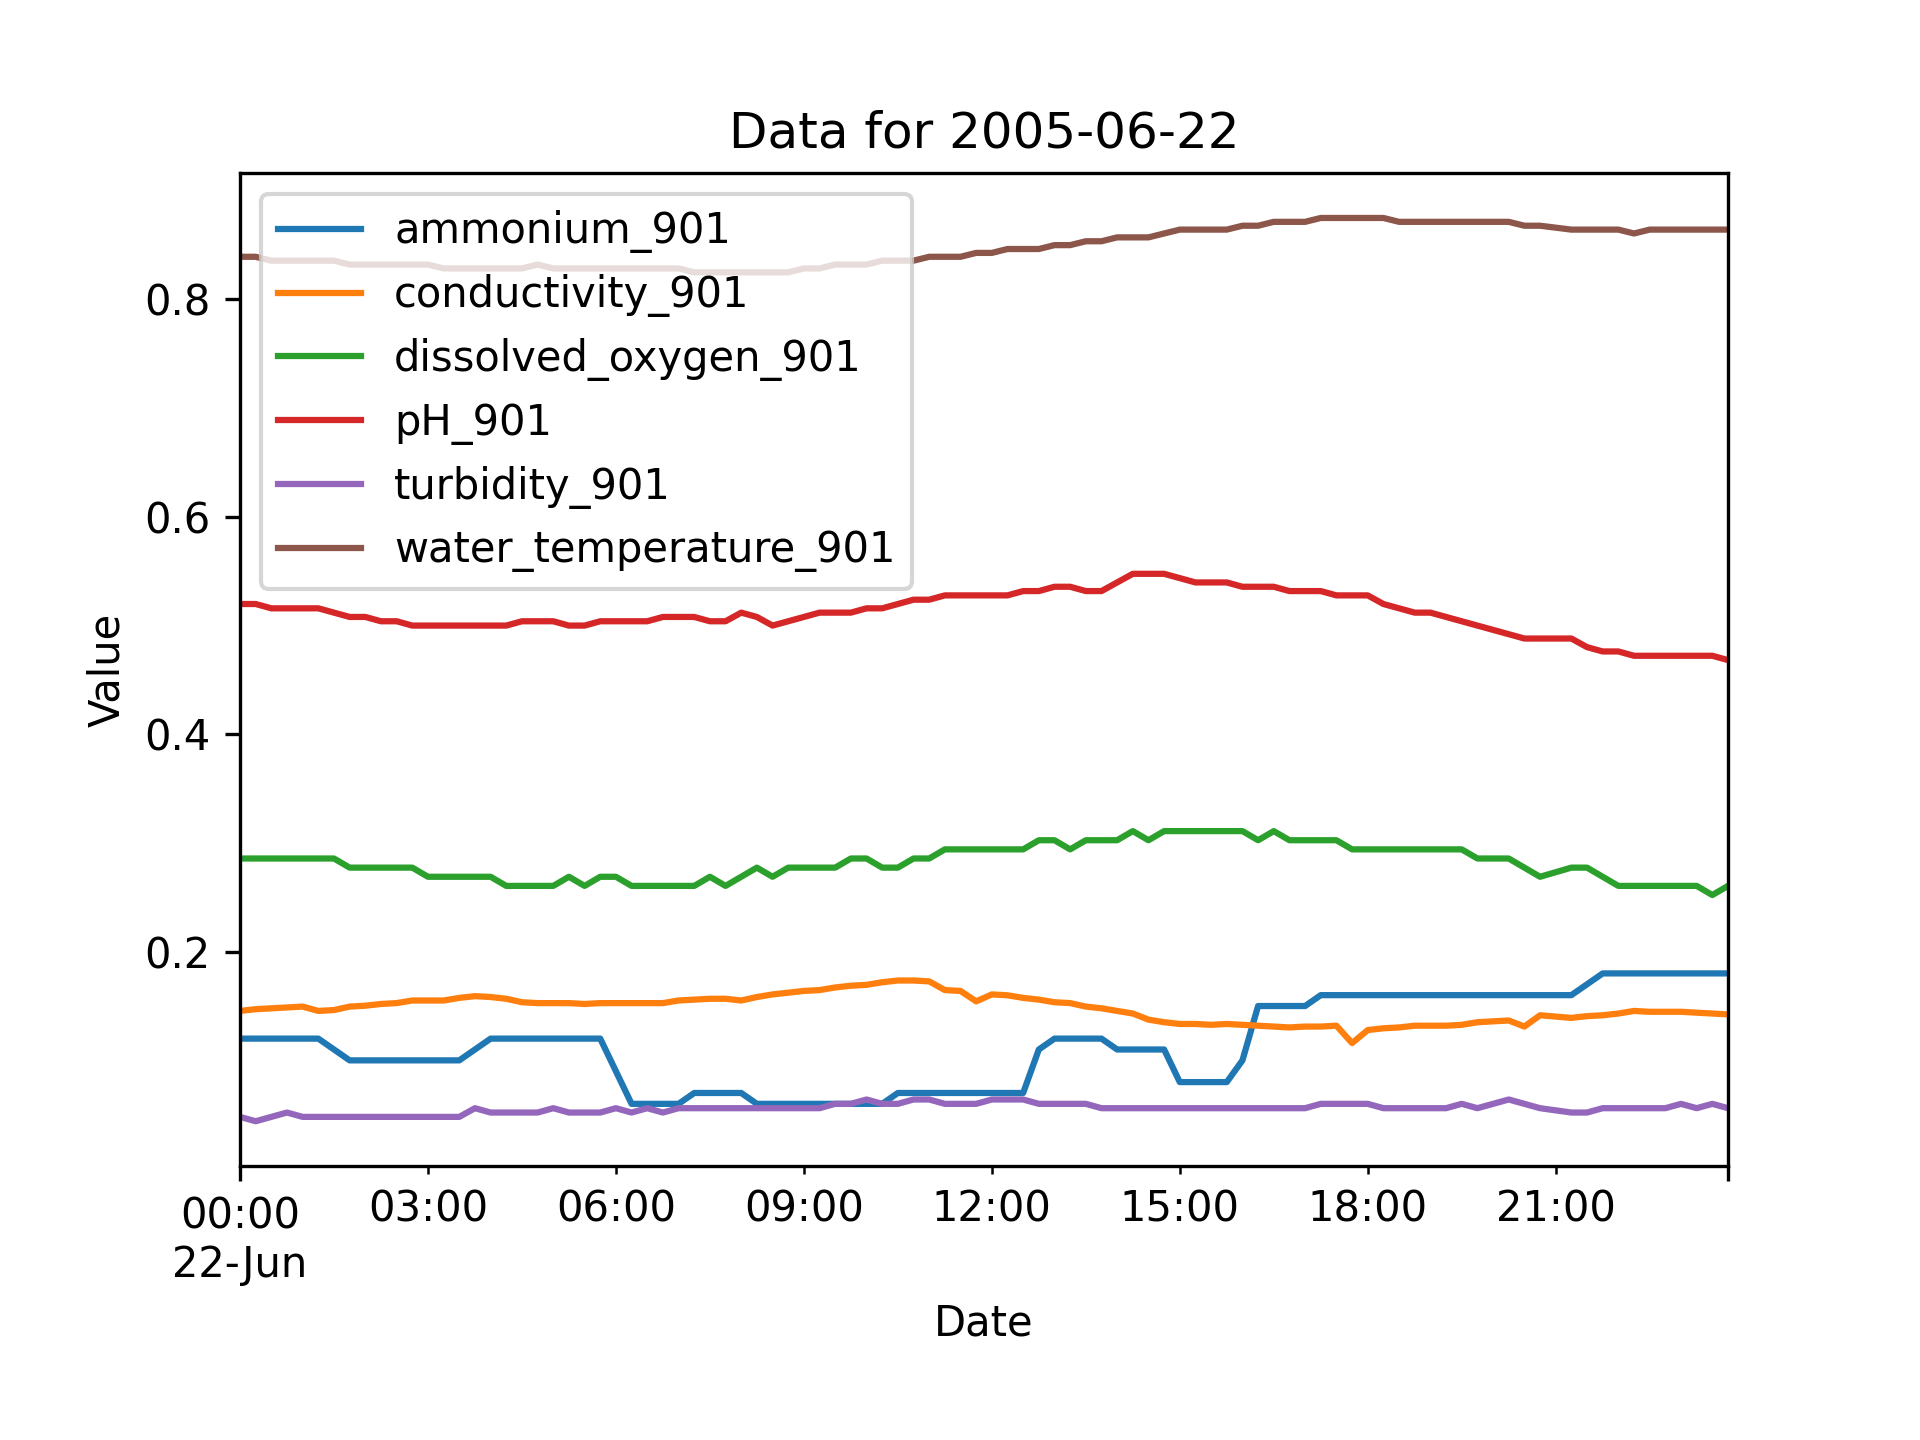 Data for 2005-06-22
ammonium_901
conductivity_901
dissolved_oxygen_901
pH_901
turbidity_901
water_temperature_901
0.8
0.6
0.4
0.2
Value
00:00 03:00 06:00 09:00 12:00 15:00 18:00 21:00
22-Jun
Date